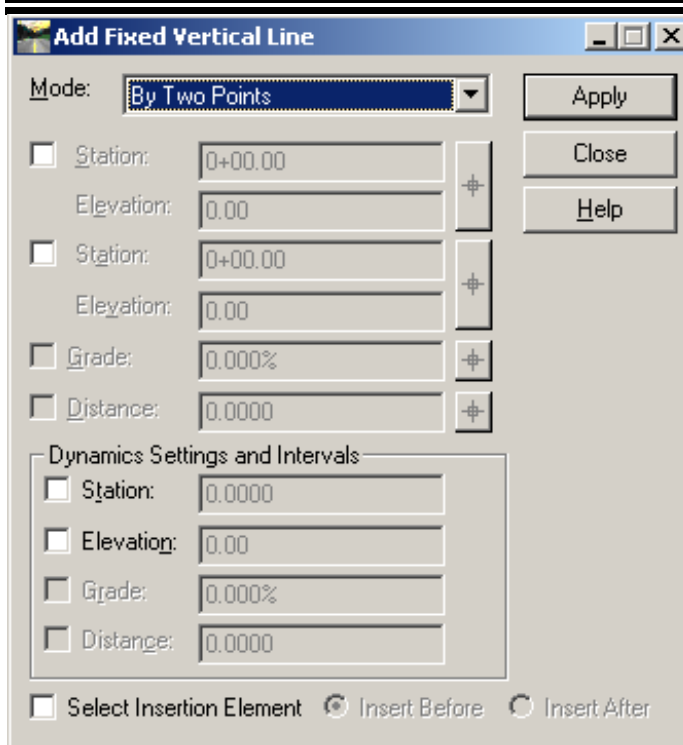 Add Fixed Vertical Line
Mode: By Two Points Apply
Station: 0+00.00 Close
Elevation: 0.00 Help
Station: 0+00.00
Elevation: 0.00
Grade: 0.000%
Distance: 0.0000
Dynamics Settings and Intervals
Station: 0.0000
Elevation: 0.00
Grade: 0.000%
Distance: 0.0000
Select Insertion Element Insert Before Insert After